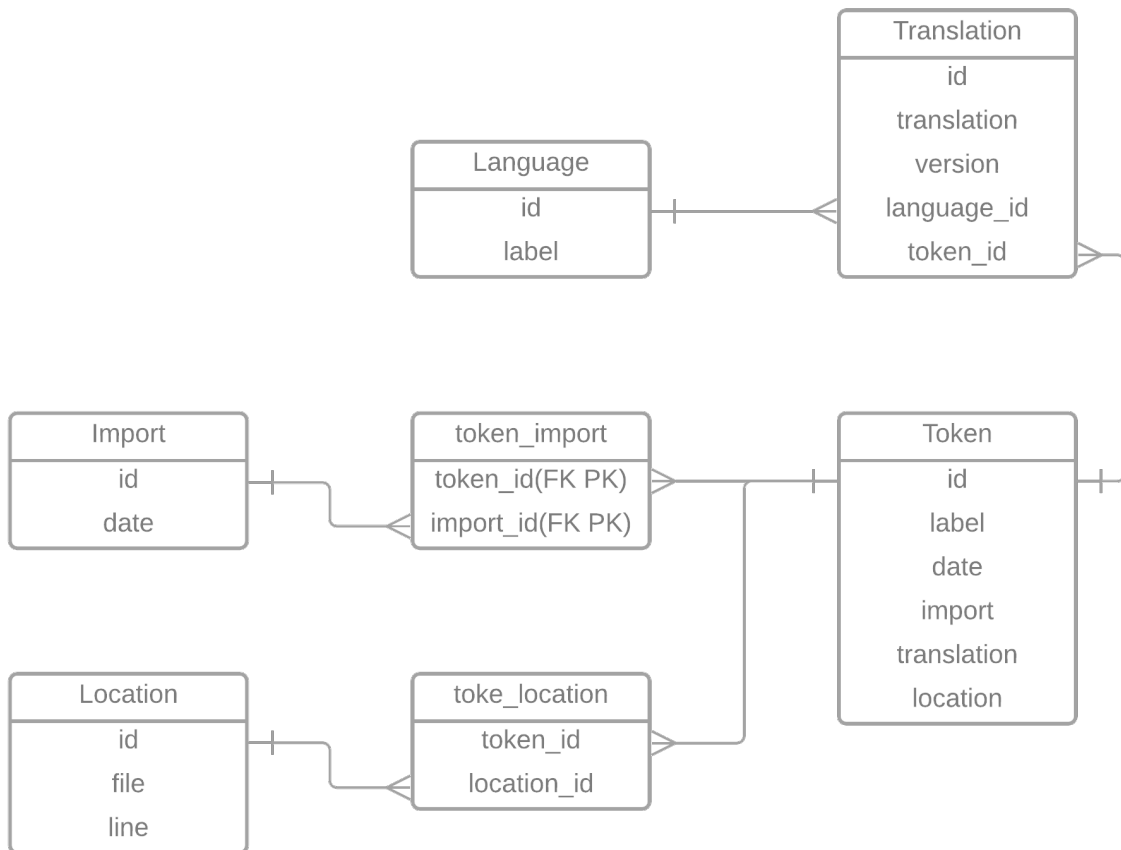 Translation
id
translation
version
language_id
token_id
Language
id
label
Import
id
date
token_import
token_id(FK PK)
import_id(FK PK)
Token
id
label
date
import
translation
location
Location
id
file
line
toke_location
token_id
location_id